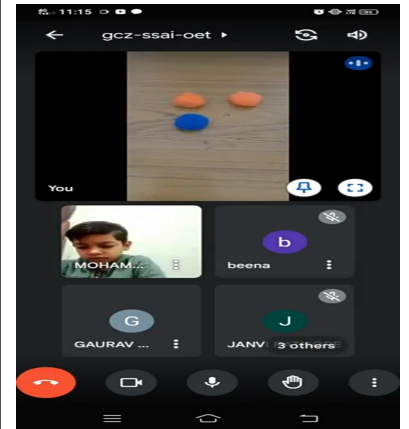 11:15
gcz-ssai-oet
You
MOHAM...
b
beena
G
GAURAV ...
J
JANV
3 others